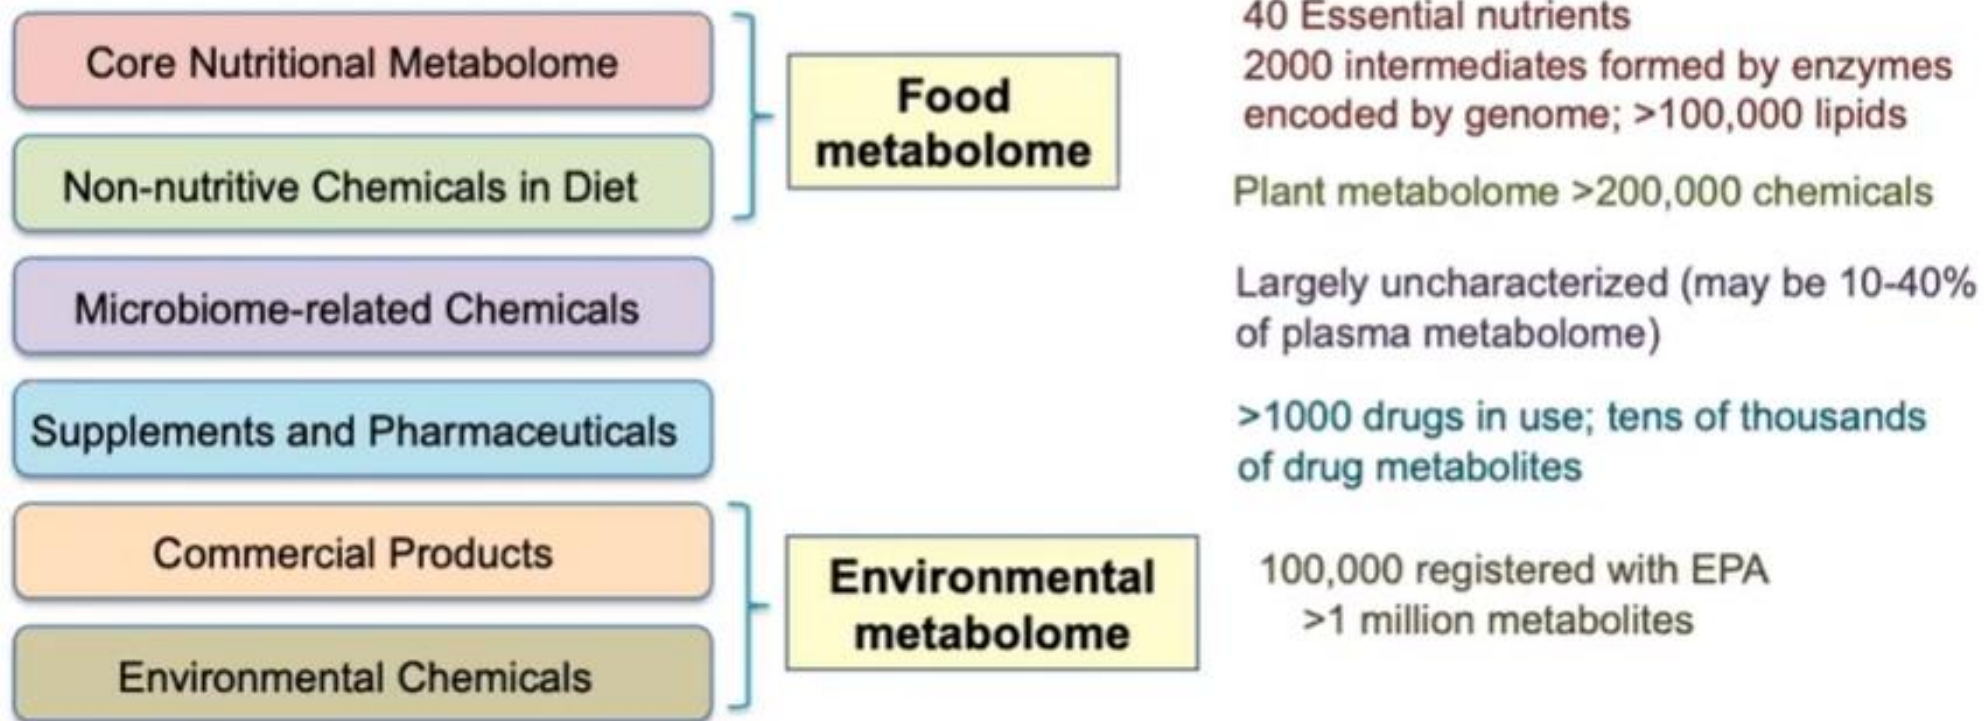 Core Nutritional Metabolome
Non-nutritive Chemicals in Diet
Microbiome-related Chemicals
Supplements and Pharmaceuticals
Commercial Products
Environmental Chemicals
Food
metabolome
Environmental
metabolome
40 Essential nutrients
2000 intermediates formed by enzymes
encoded by genome; >100,000 lipids
Plant metabolome >200,000 chemicals
Largely uncharacterized (may be 10-40%
of plasma metabolome)
>1000 drugs in use; tens of thousands
of drug metabolites
100,000 registered with EPA
>1 million metabolites